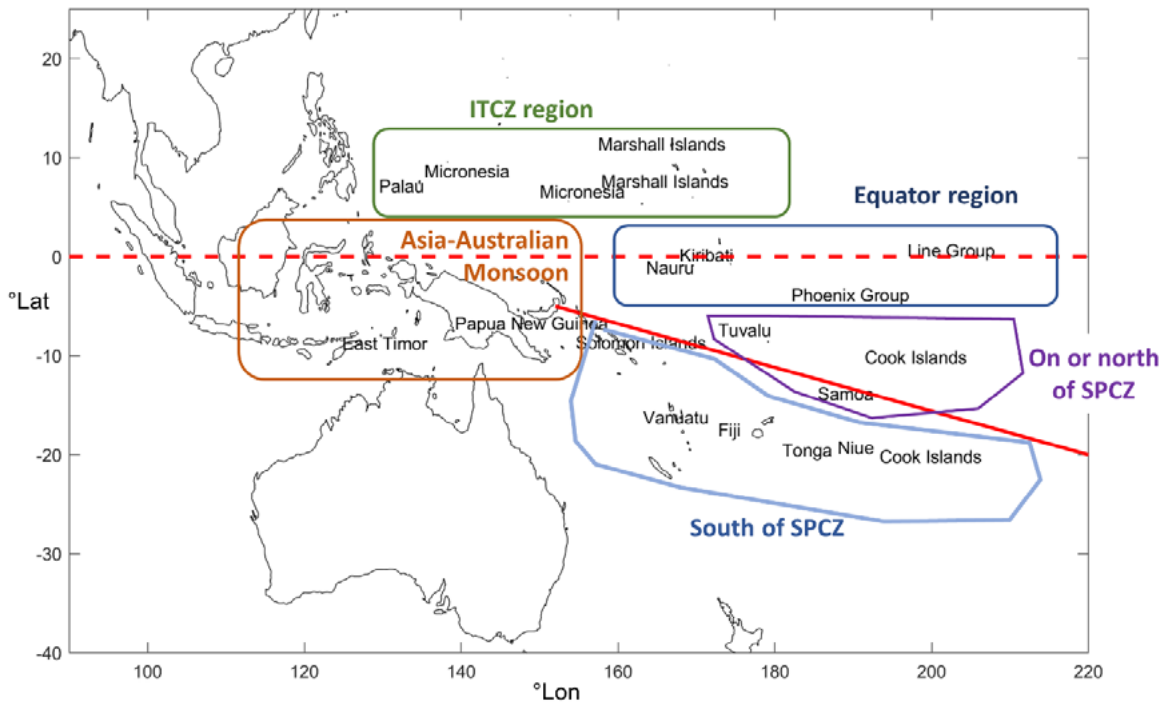 20
ITCZ region
Marshall Islands
10
Micronesia
Palau
Marshall Islands
Micronesia
Equator region
Asia-Australian
Monsoon
0
Kiribati
Line Group
Nauru
Phoenix Group
°Lat
Papua New Guinea
East Timor
Solomon Islands
Tuvalu
-10
Cook Islands
On or north
of SPCZ
Samoa
Vanuatu
Fiji
Tonga
Niue
Cook Islands
-20
South of SPCZ
-30
-40
100
120
140
160
180
200
220
°Lon